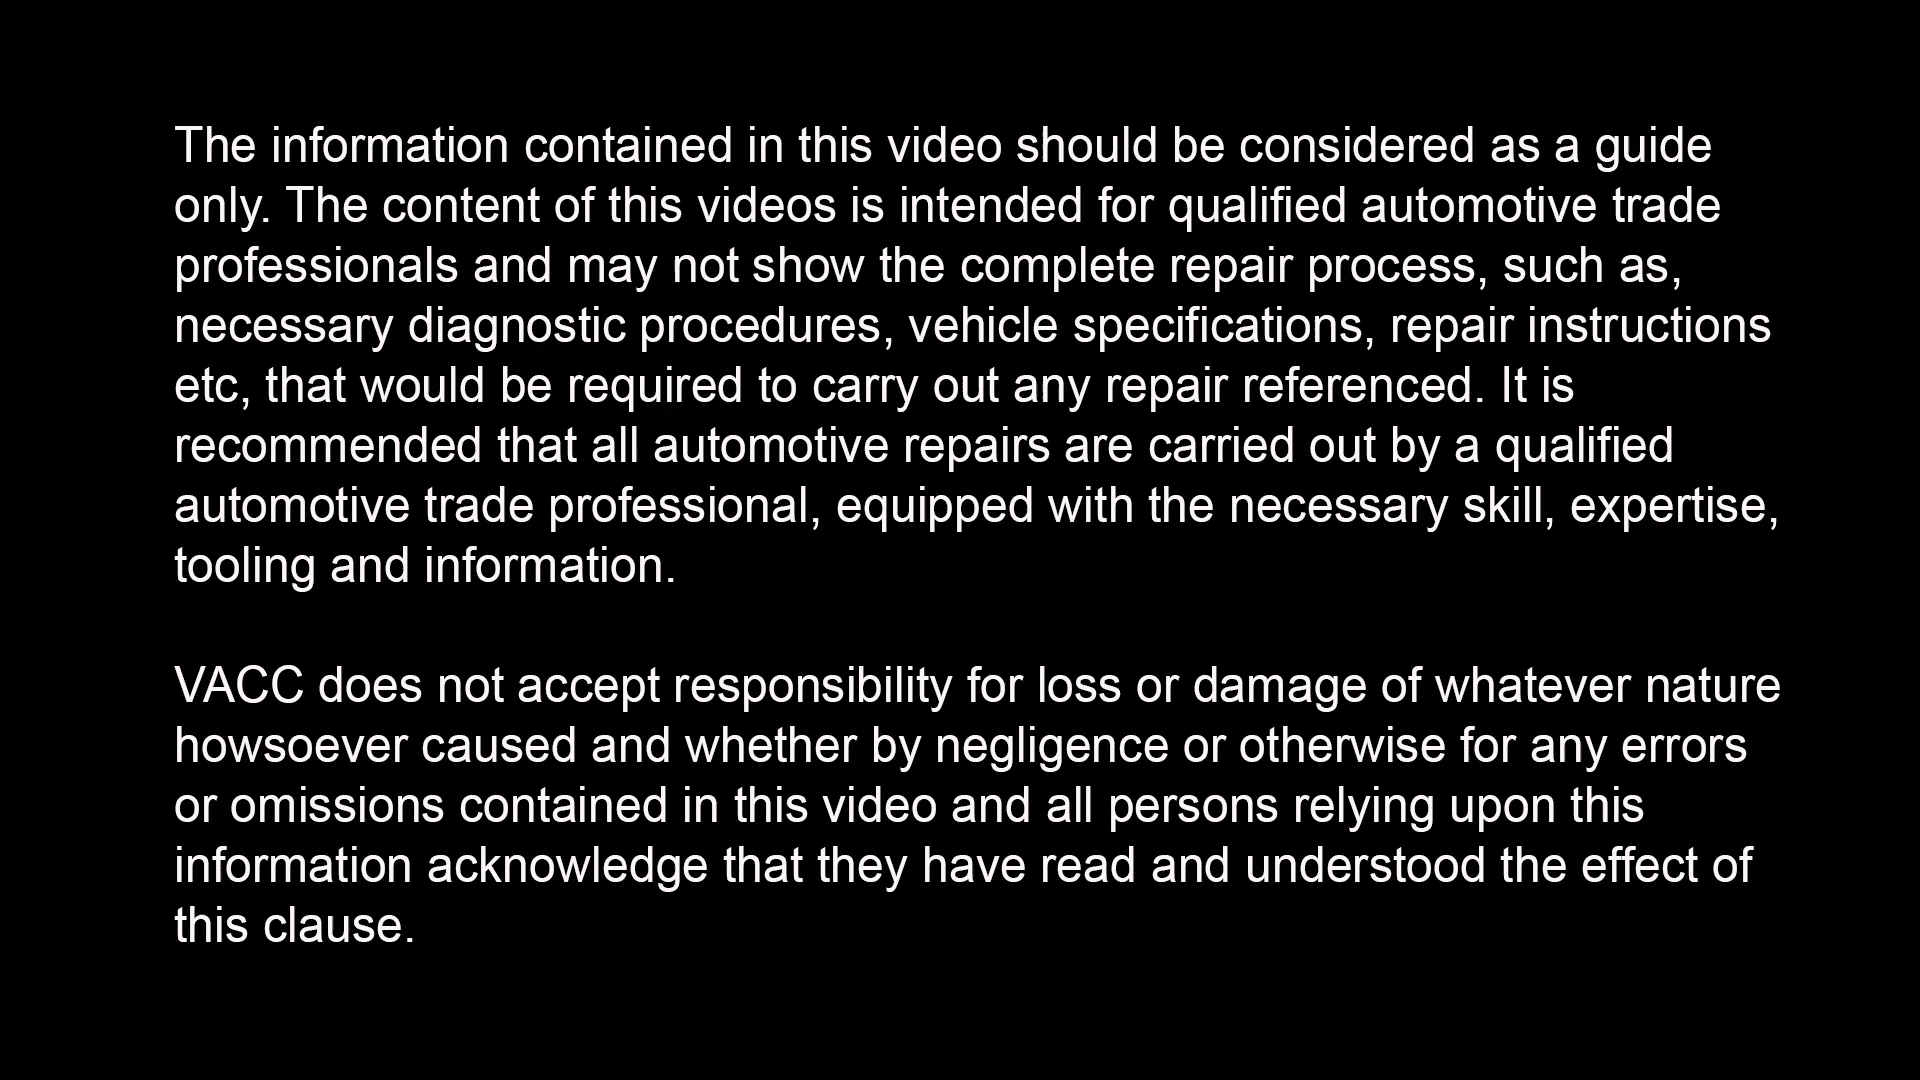 The information contained in this video should be considered as a guide
only. The content of this videos is intended for qualified automotive trade
professionals and may not show the complete repair process, such as,
necessary diagnostic procedures, vehicle specifications, repair instructions
etc, that would be required to carry out any repair referenced. It is
recommended that all automotive repairs are carried out by a qualified
automotive trade professional, equipped with the necessary skill, expertise,
tooling and information.
VACC does not accept responsibility for loss or damage of whatever nature
howsoever caused and whether by negligence or otherwise for any errors
or omissions contained in this video and all persons relying upon this
information acknowledge that they have read and understood the effect of
this clause.